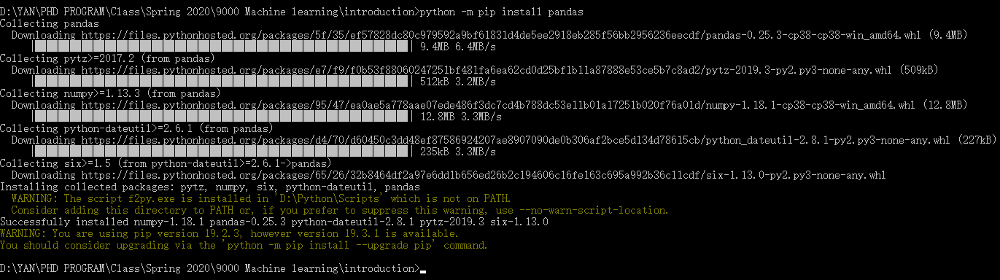 D:\YAN\PHD PROGRAM\Class\Spring 2020\9000 Machine learning\introduction>python -m pip install pandas
Collecting pandas
  Downloading https://files.pythonhosted.org/packages/5f/35/ef57828dc80c979592a9bf61831d4de5ee2918eb285f56bb2956236eecdf/pandas-0.25.3-cp38-cp38-win_amd64.whl (9.4MB)
     |████████████████████████████████| 9.4MB 6.4MB/s
Collecting pytz>=2017.2 (from pandas)
  Downloading https://files.pythonhosted.org/packages/e7/f9/f0b53f88060247251bf481fa6ea62cd0d25bf1b11a87888e53ce5b7c8ad2/pytz-2019.3-py2.py3-none-any.whl (509kB)
     |████████████████████████████████| 512kB 3.2MB/s
Collecting numpy>=1.13.3 (from pandas)
  Downloading https://files.pythonhosted.org/packages/95/47/ea0ae5a778aae07ede486f3dc7cd4b788dc53e11b01a17251b020f76a01d/numpy-1.18.1-cp38-cp38-win_amd64.whl (12.8MB)
     |████████████████████████████████| 12.8MB 3.3MB/s
Collecting python-dateutil>=2.6.1 (from pandas)
  Downloading https://files.pythonhosted.org/packages/d4/70/d60450c3dd48ef87586924207ae8907090de0b306af2bce5d134d78615cb/python_dateutil-2.8.1-py2.py3-none-any.whl (227kB)
     |████████████████████████████████| 235kB 3.3MB/s
Collecting six>=1.5 (from python-dateutil>=2.6.1->pandas)
  Downloading https://files.pythonhosted.org/packages/65/26/32b8464df2a97e6dd1b656ed26b2c194606c16fe163c695a992b36c11cdf/six-1.13.0-py2.py3-none-any.whl
Installing collected packages: pytz, numpy, six, python-dateutil, pandas
  WARNING: The script f2py.exe is installed in 'D:\Python\Scripts' which is not on PATH.
  Consider adding this directory to PATH or, if you prefer to suppress this warning, use --no-warn-script-location.
Successfully installed numpy-1.18.1 pandas-0.25.3 python-dateutil-2.8.1 pytz-2019.3 six-1.13.0
WARNING: You are using pip version 19.2.3, however version 19.3.1 is available.
You should consider upgrading via the 'python -m pip install --upgrade pip' command.
D:\YAN\PHD PROGRAM\Class\Spring 2020\9000 Machine learning\introduction>